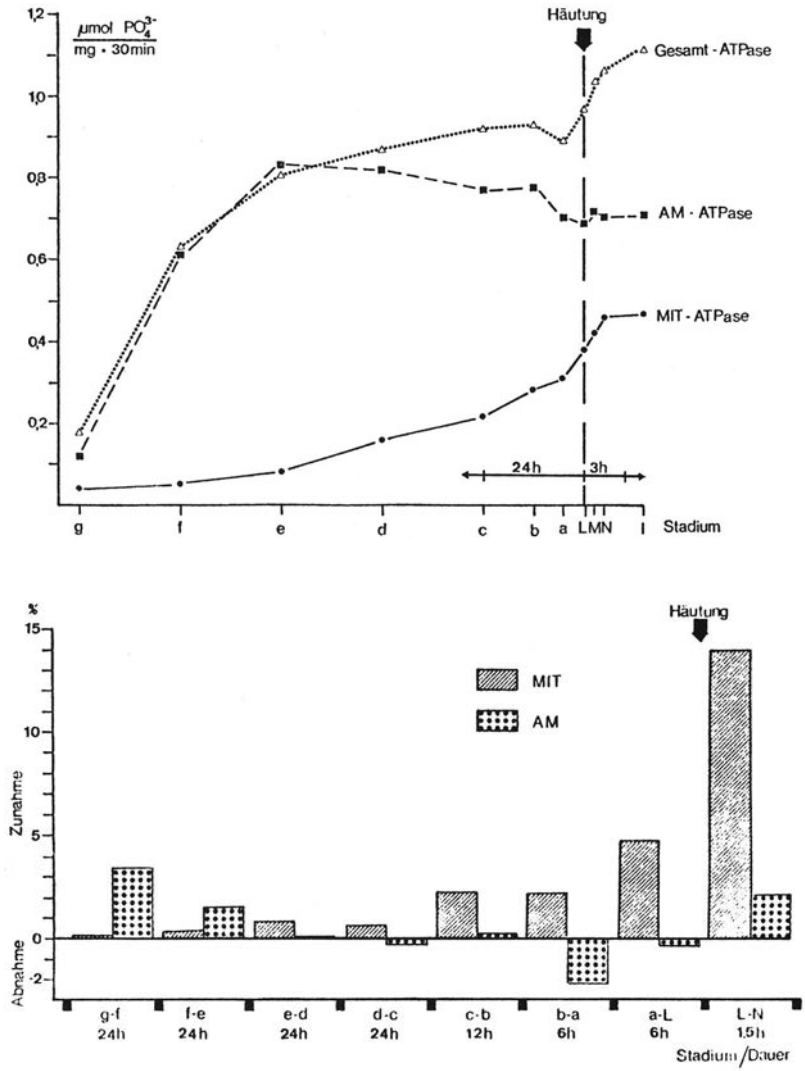 Häutung
1,2
µmol PO₄³⁻
mg · 30min
Gesamt-ATPase
1,0
0,8
AM - ATPase
0,6
0,4
MIT - ATPase
0,2
24h 3h
g f e d c b a L M N I Stadium
% Häutung
15
MIT
AM
10
Zunahme
5
0
Abnahme
-2
g-f f-e e-d d-c c-b b-a a-L L-N
24h 24h 24h 24h 12h 6h 6h 1,5h
Stadium/Dauer